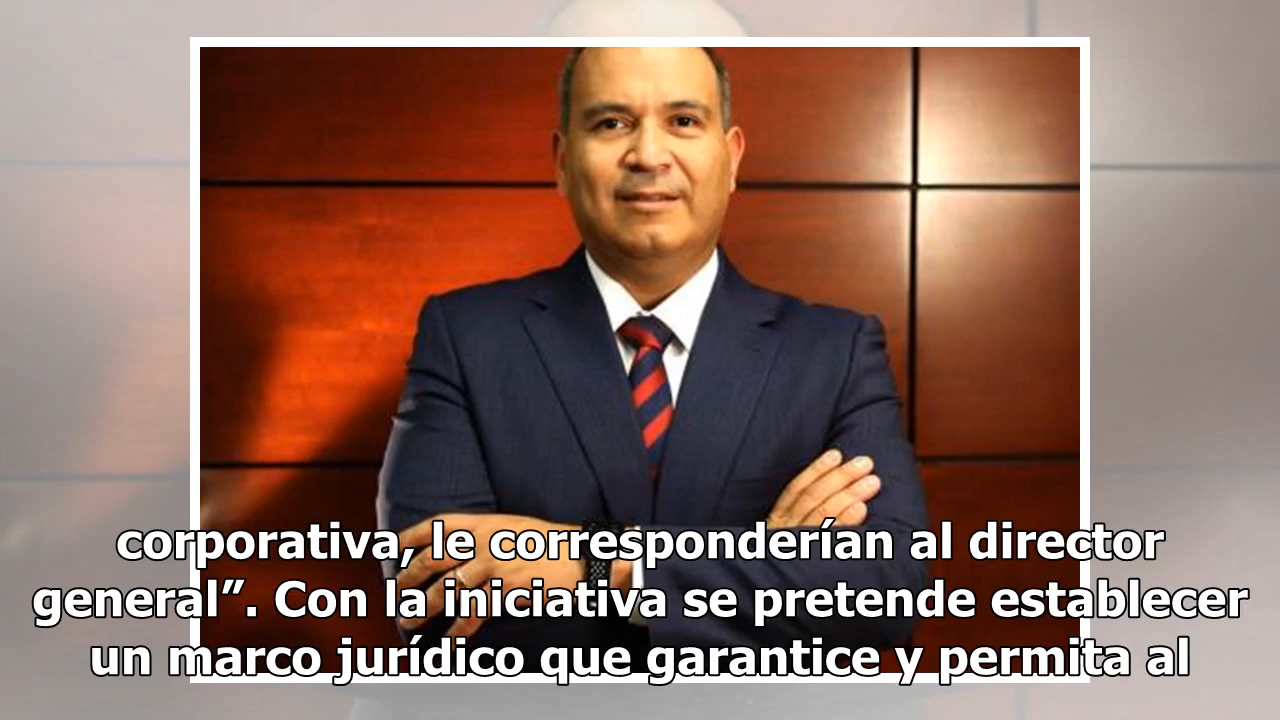 corporativa, le corresponderían al director
general”. Con la iniciativa se pretende establecer
un marco jurídico que garantice y permita al